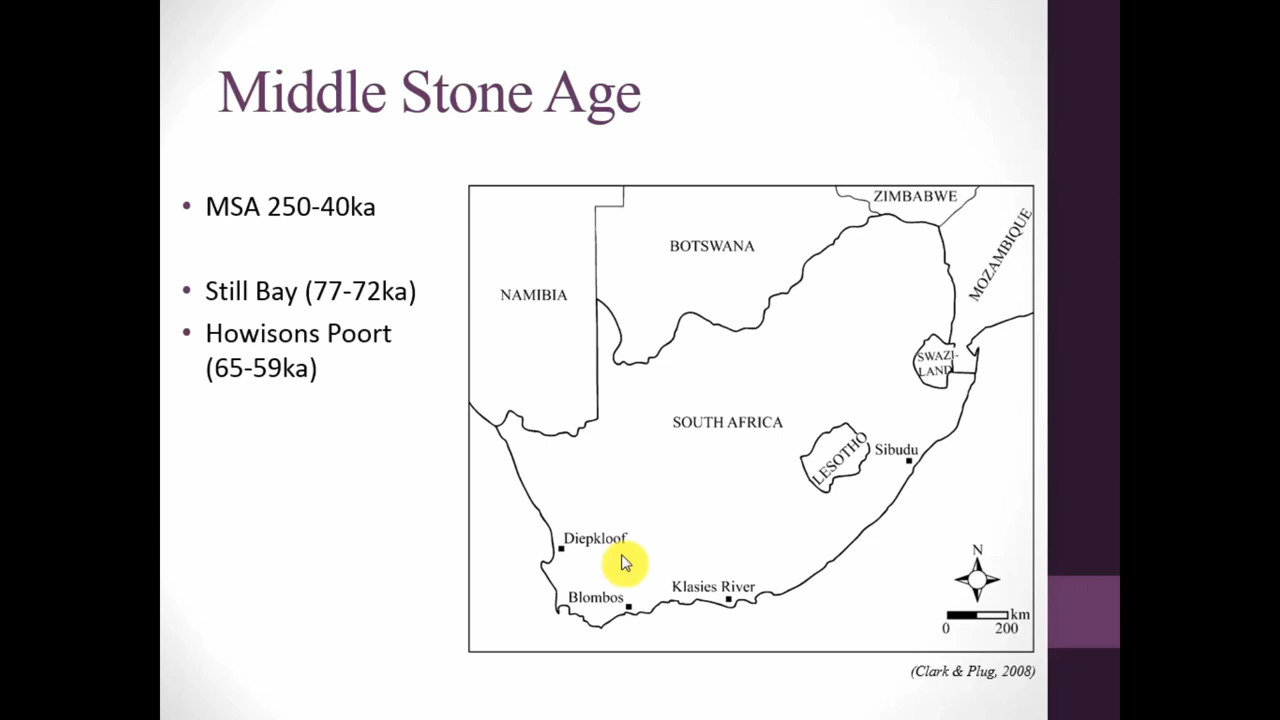 Middle Stone Age
• MSA 250-40ka
• Still Bay (77-72ka)
• Howisons Poort
(65-59ka)
ZIMBABWE
BOTSWANA
MOZAMBIQUE
NAMIBIA
SWAZI-
LAND
SOUTH AFRICA
LESOTHO
Sibudu
Diepkloof
Klasies River
Blombos
N
km
0 200
(Clark & Plug, 2008)